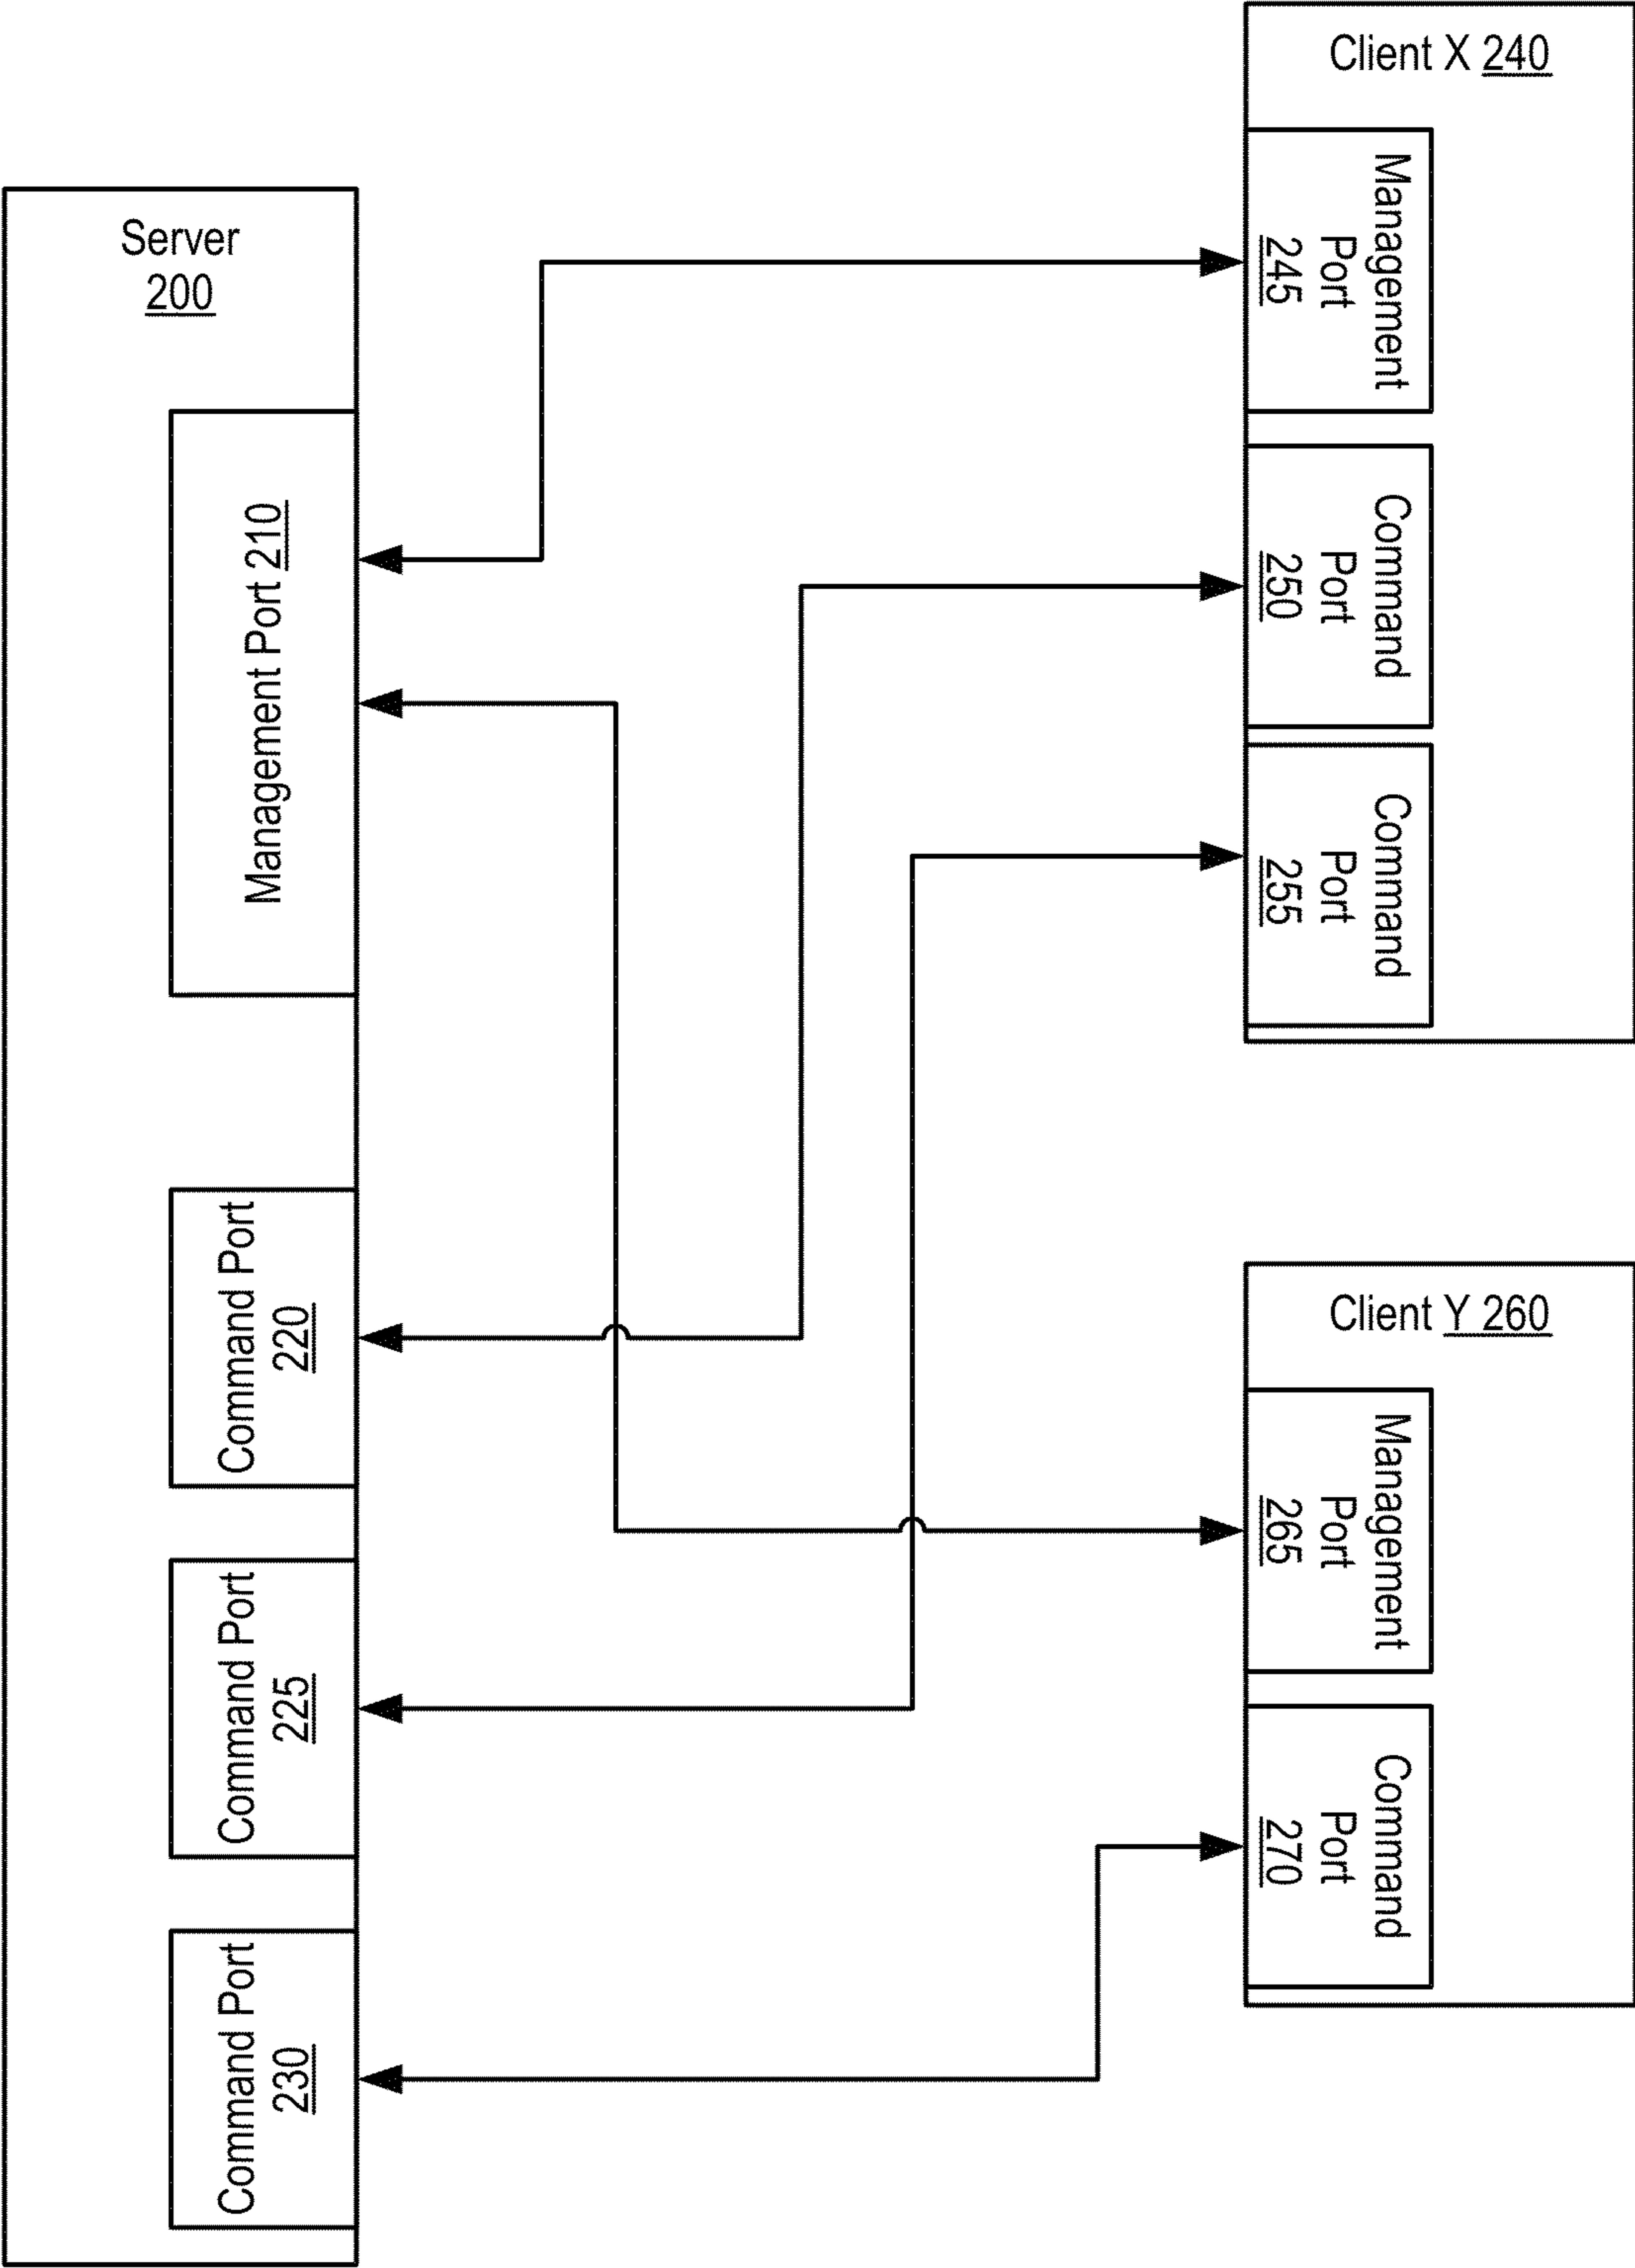 Client X 240
Management
Port
245
Command
Port
250
Command
Port
255
Server
200
Management Port 210
Command Port
220
Command Port
225
Command Port
230
Client Y 260
Management
Port
265
Command
Port
270